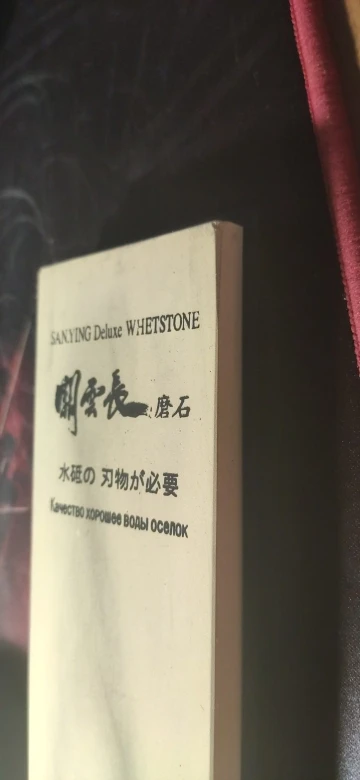 SANYING Deluxe WHETSTONE
關雲長 磨石
水砥の 刃物が必要
Качество хорошее воды оселок